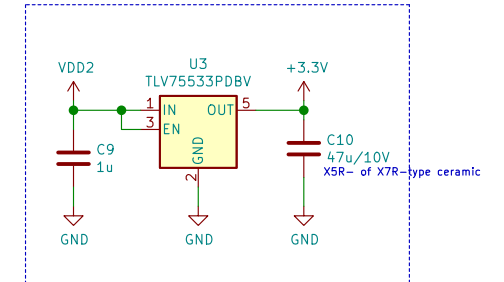 U3
TLV75533PDBV
VDD2
+3.3V
1
IN
OUT
5
3
EN
GND
2
C9
1u
C10
47u/10V
X5R- of X7R-type ceramic
GND
GND
GND